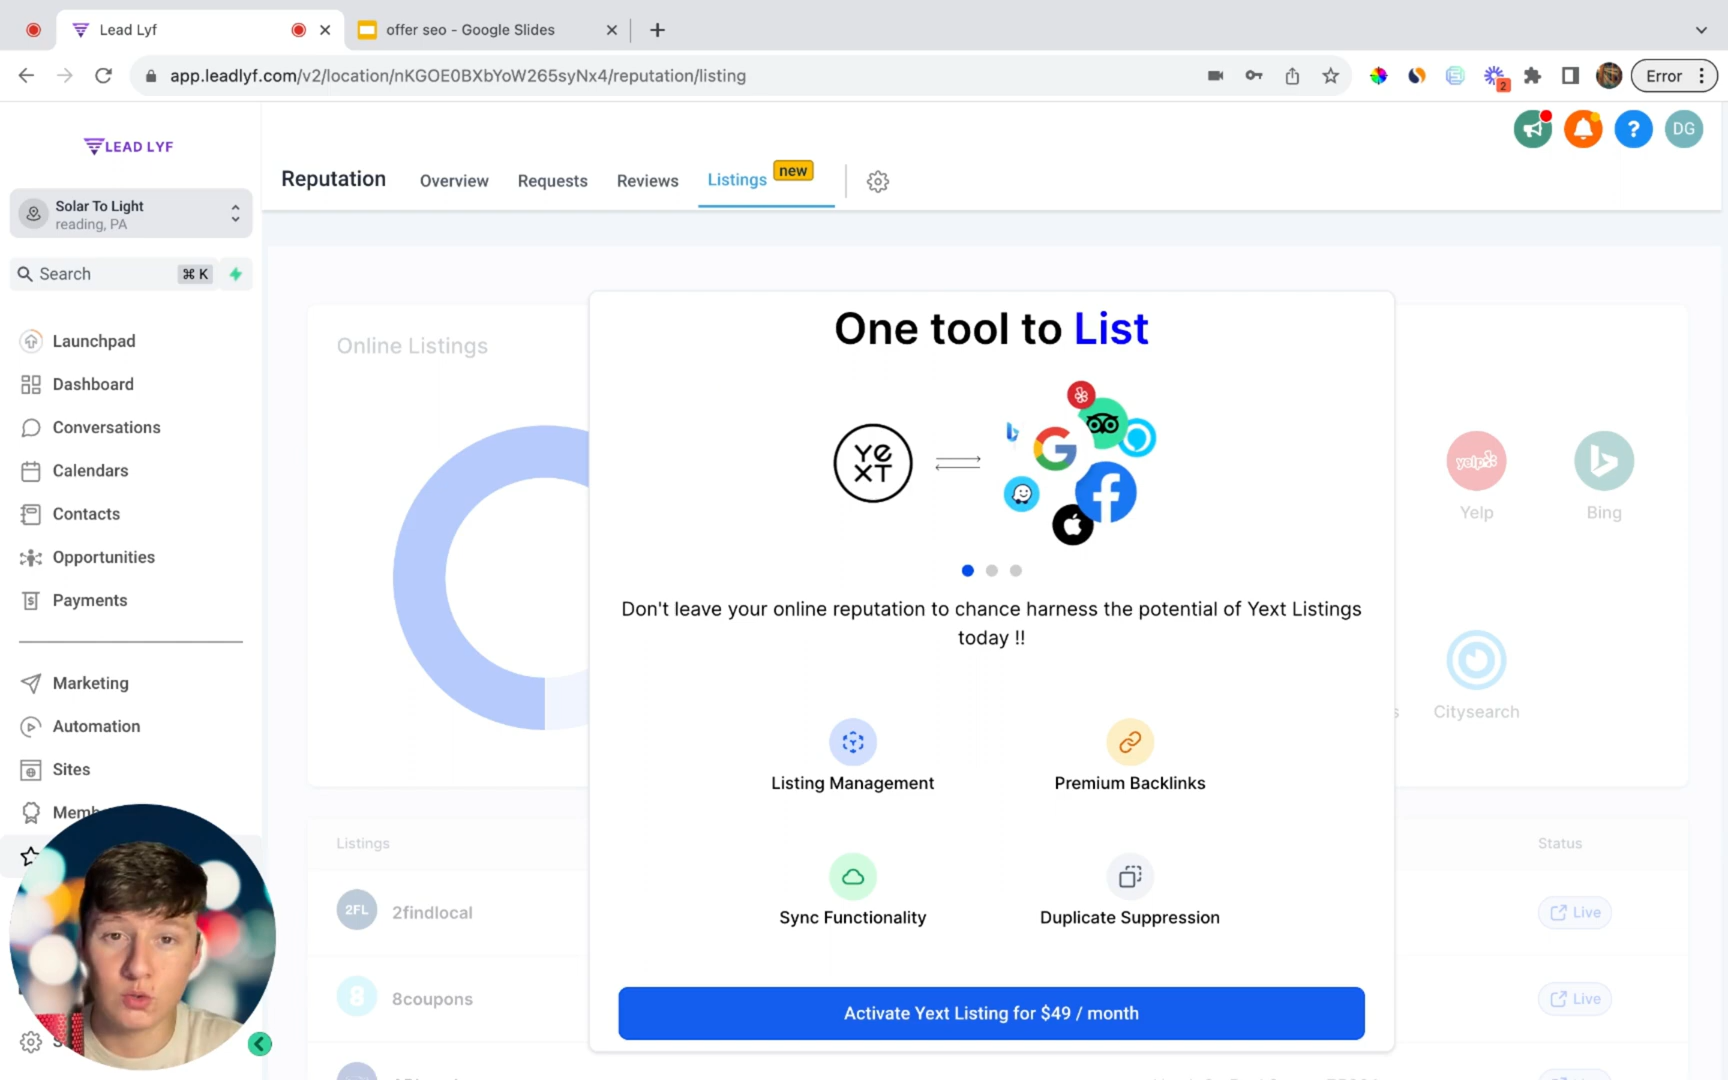 Lead Lyf
offer seo - Google Slides
app.leadlyf.com/v2/location/nKGOE0BXbYoW265syNx4/reputation/listing
2
Error
LEAD LYF
DG
Solar To Light
reading, PA
Reputation
Overview
Requests
Reviews
Listings
new
Search
⌘ K
Launchpad
Dashboard
Conversations
Calendars
Contacts
Opportunities
Payments
Marketing
Automation
Sites
Online Listings
One tool to List
YEXT
Don't leave your online reputation to chance harness the potential of Yext Listings
today !!
Listing Management
Premium Backlinks
Sync Functionality
Duplicate Suppression
Activate Yext Listing for $49 / month
yelp
Yelp
Bing
Citysearch
Listings
Status
2FL
2findlocal
Live
8
8coupons
Live